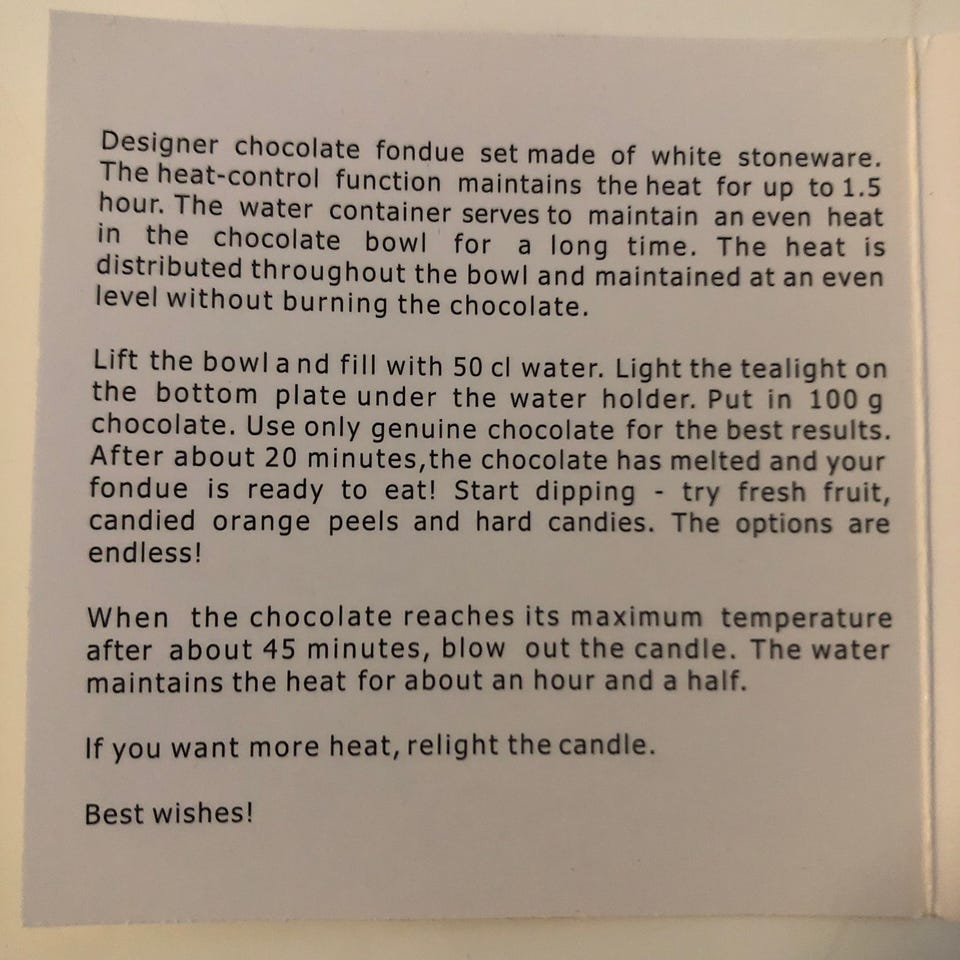 Designer chocolate fondue set made of white stoneware.
The heat-control function maintains the heat for up to 1.5
hour. The water container serves to maintain an even heat
in the chocolate bowl for a long time. The heat is
distributed throughout the bowl and maintained at an even
level without burning the chocolate.
Lift the bowl and fill with 50 cl water. Light the tealight on
the bottom plate under the water holder. Put in 100 g
chocolate. Use only genuine chocolate for the best results.
After about 20 minutes,the chocolate has melted and your
fondue is ready to eat! Start dipping - try fresh fruit,
candied orange peels and hard candies. The options are
endless!
When the chocolate reaches its maximum temperature
after about 45 minutes, blow out the candle. The water
maintains the heat for about an hour and a half.
If you want more heat, relight the candle.
Best wishes!